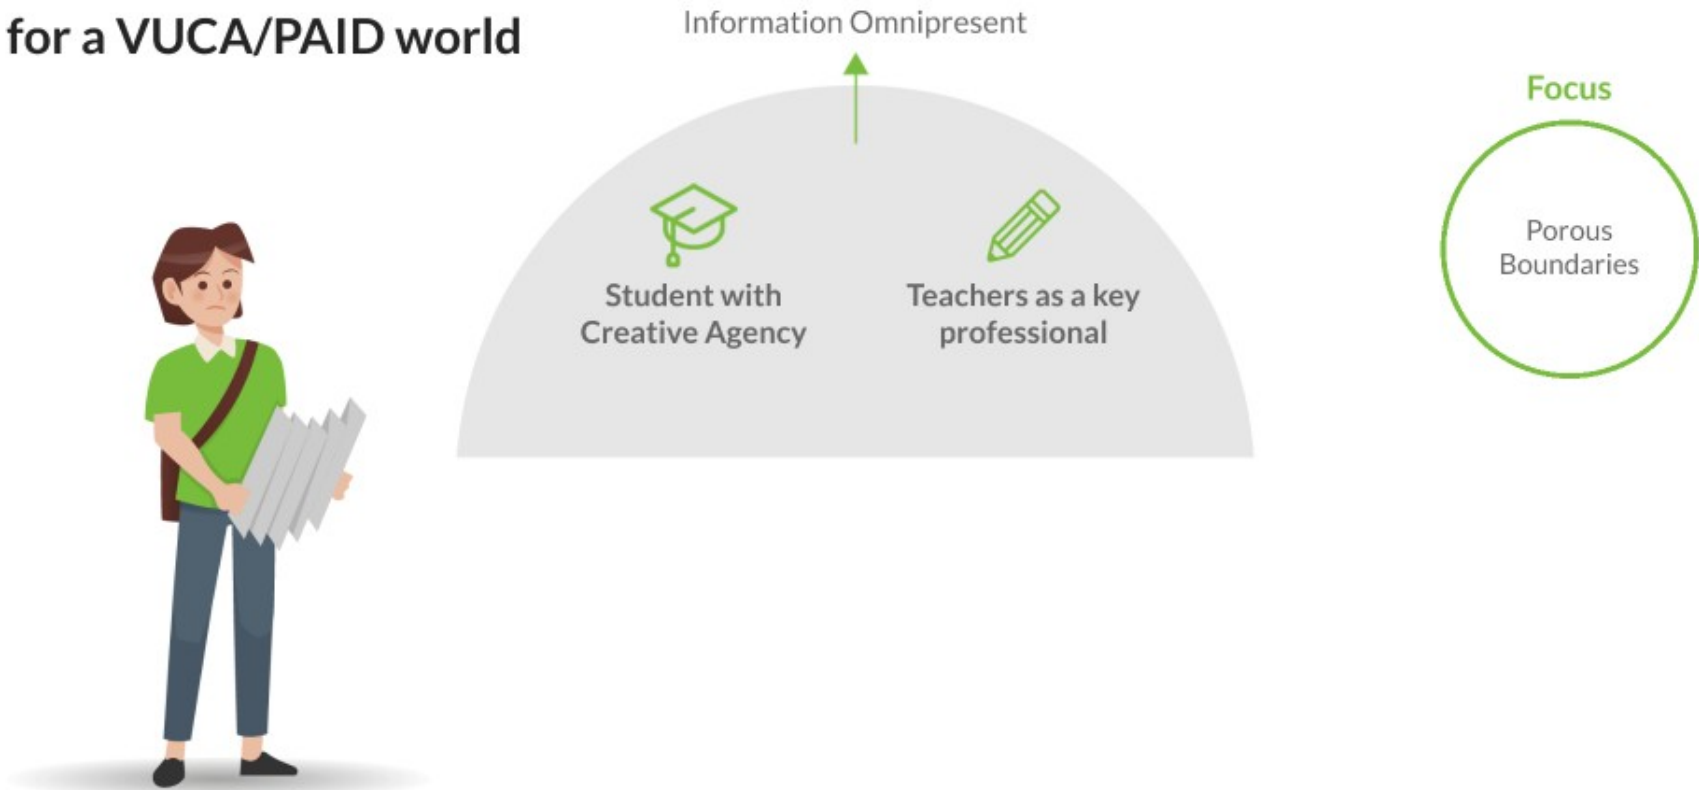 for a VUCA/PAID world
Information Omnipresent
Focus
Porous
Boundaries
Student with
Creative Agency
Teachers as a key
professional